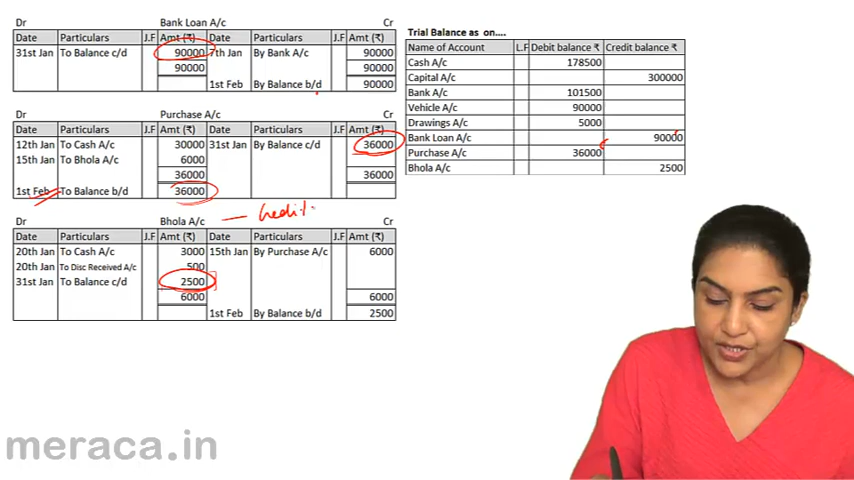 Dr Bank Loan A/c Cr
Date Particulars J.F Amt (₹) Date Particulars J.F Amt (₹)
31st Jan To Balance c/d 90000 7th Jan By Bank A/c 90000
90000 90000
1st Feb By Balance b/d 90000
Dr Purchase A/c Cr
Date Particulars J.F Amt (₹) Date Particulars J.F Amt (₹)
12th Jan To Cash A/c 30000 31st Jan By Balance c/d 36000
15th Jan To Bhola A/c 6000
36000 36000
1st Feb To Balance b/d 36000
Dr Bhola A/c Cr
Credit
Date Particulars J.F Amt (₹) Date Particulars J.F Amt (₹)
20th Jan To Cash A/c 3000 15th Jan By Purchase A/c 6000
20th Jan To Disc Received A/c 500
31st Jan To Balance c/d 2500
6000 6000
1st Feb By Balance b/d 2500
Trial Balance as on....
Name of Account L.F Debit balance ₹ Credit balance ₹
Cash A/c 178500
Capital A/c 300000
Bank A/c 101500
Vehicle A/c 90000
Drawings A/c 5000
Bank Loan A/c 90000
Purchase A/c 36000
Bhola A/c 2500
meraca.in